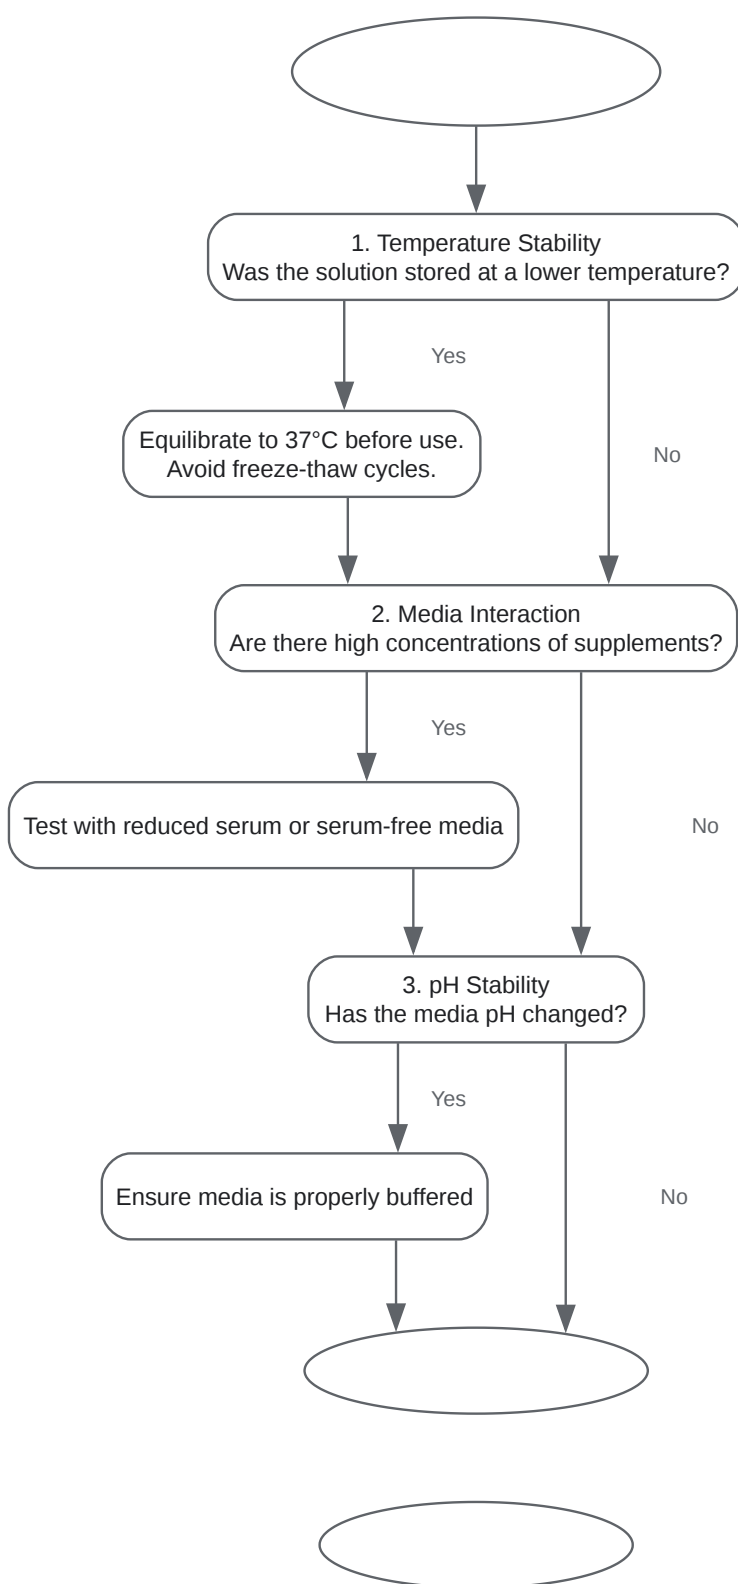 1. Temperature Stability
Was the solution stored at a lower temperature?
Yes
Equilibrate to 37°C before use.
Avoid freeze-thaw cycles.
No
2. Media Interaction
Are there high concentrations of supplements?
Yes
Test with reduced serum or serum-free media
No
3. pH Stability
Has the media pH changed?
Yes
Ensure media is properly buffered
No